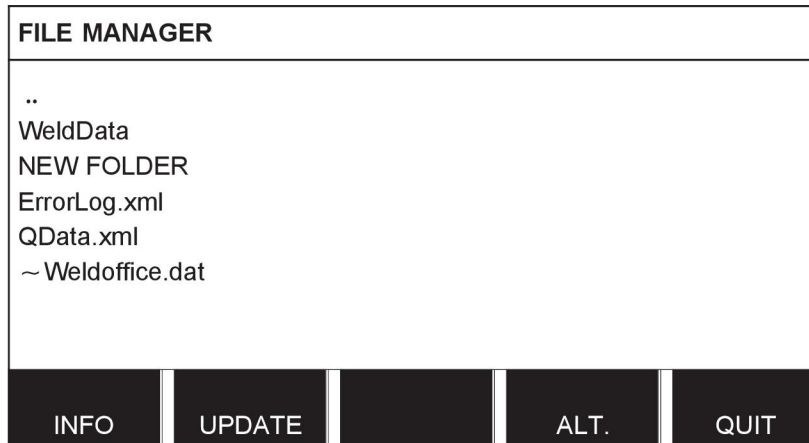 FILE MANAGER
..
WeldData
NEW FOLDER
ErrorLog.xml
QData.xml
~Weldoffice.dat
INFO UPDATE ALT. QUIT